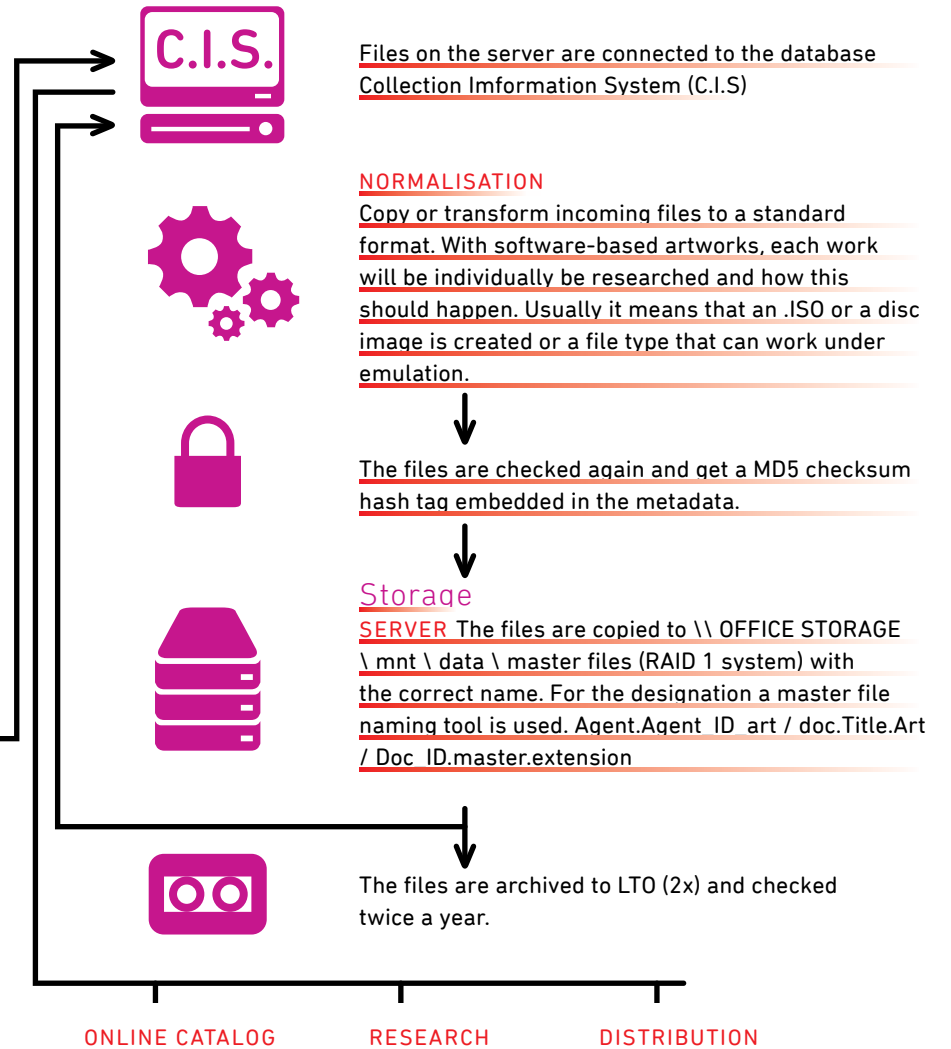 C.I.S.
Files on the server are connected to the database
Collection Imformation System (C.I.S)
NORMALISATION
Copy or transform incoming files to a standard
format. With software-based artworks, each work
will be individually be researched and how this
should happen. Usually it means that an .ISO or a disc
image is created or a file type that can work under
emulation.
The files are checked again and get a MD5 checksum
hash tag embedded in the metadata.
Storage
SERVER The files are copied to \\ OFFICE STORAGE
\ mnt \ data \ master files (RAID 1 system) with
the correct name. For the designation a master file
naming tool is used. Agent.Agent_ID_art / doc.Title.Art
/ Doc_ID.master.extension
The files are archived to LTO (2x) and checked
twice a year.
ONLINE CATALOG RESEARCH DISTRIBUTION